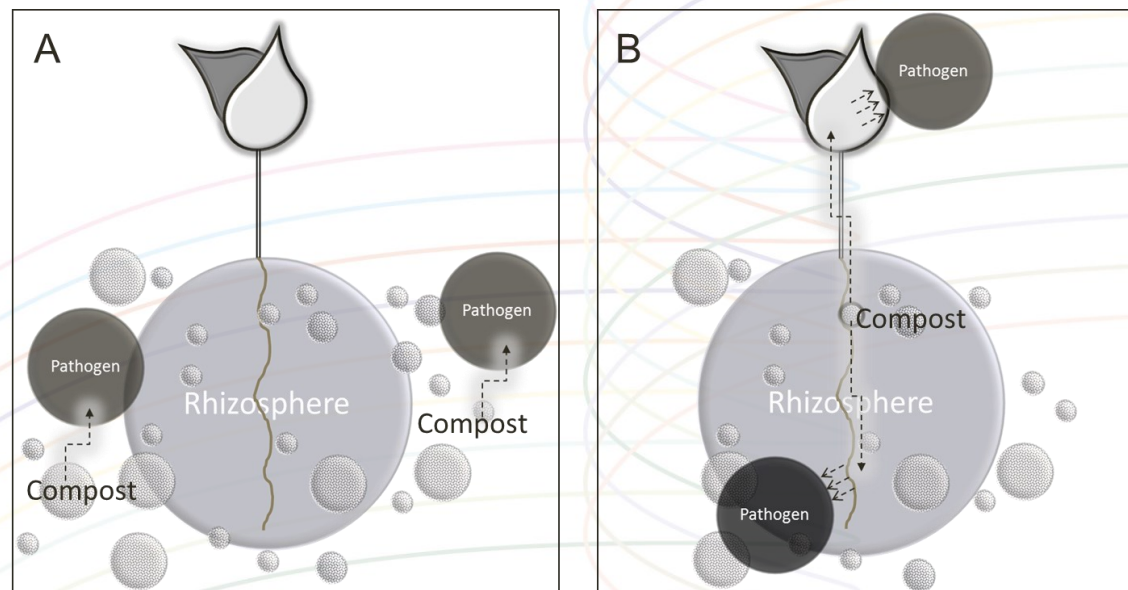 A
Pathogen
Pathogen
Rhizosphere
Compost
Compost
B
Pathogen
Compost
Rhizosphere
Pathogen